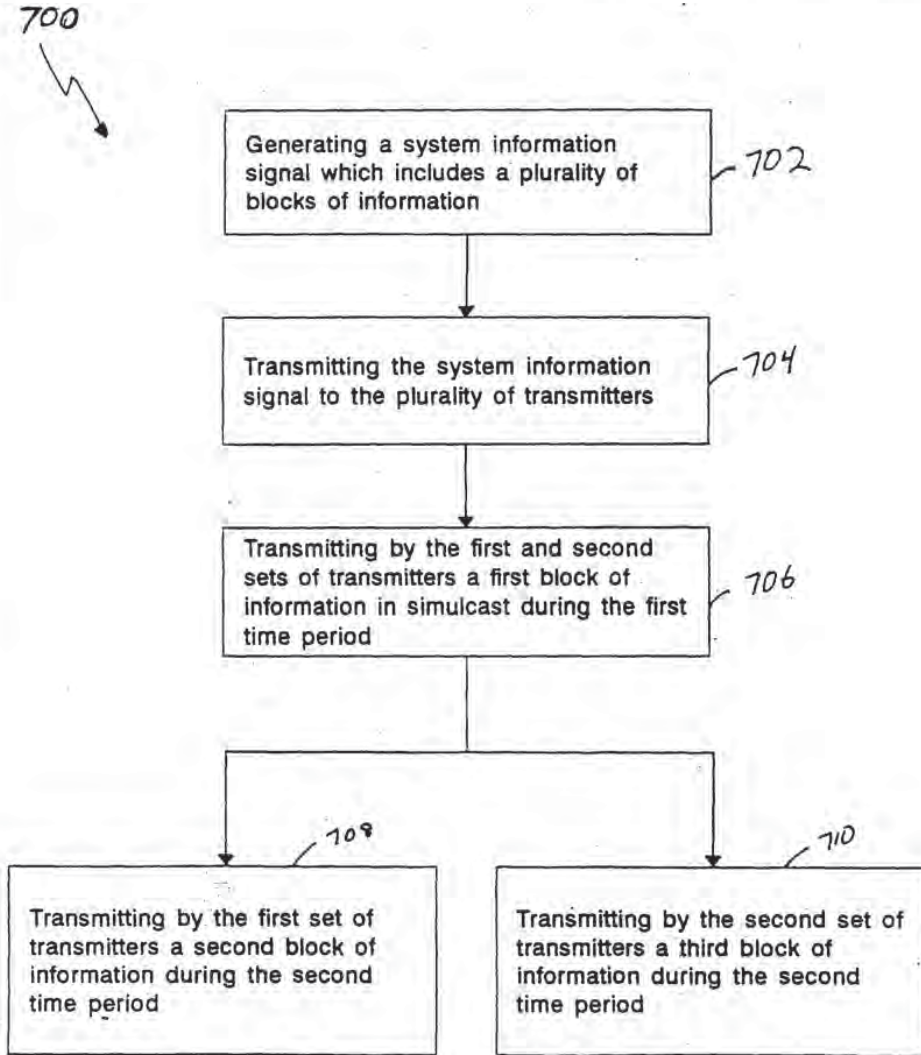 700
Generating a system information
signal which includes a plurality of
blocks of information
702
Transmitting the system information
signal to the plurality of transmitters
704
Transmitting by the first and second
sets of transmitters a first block of
information in simulcast during the first
time period
706
708
Transmitting by the first set of
transmitters a second block of
information during the second
time period
710
Transmitting by the second set of
transmitters a third block of
information during the second
time period